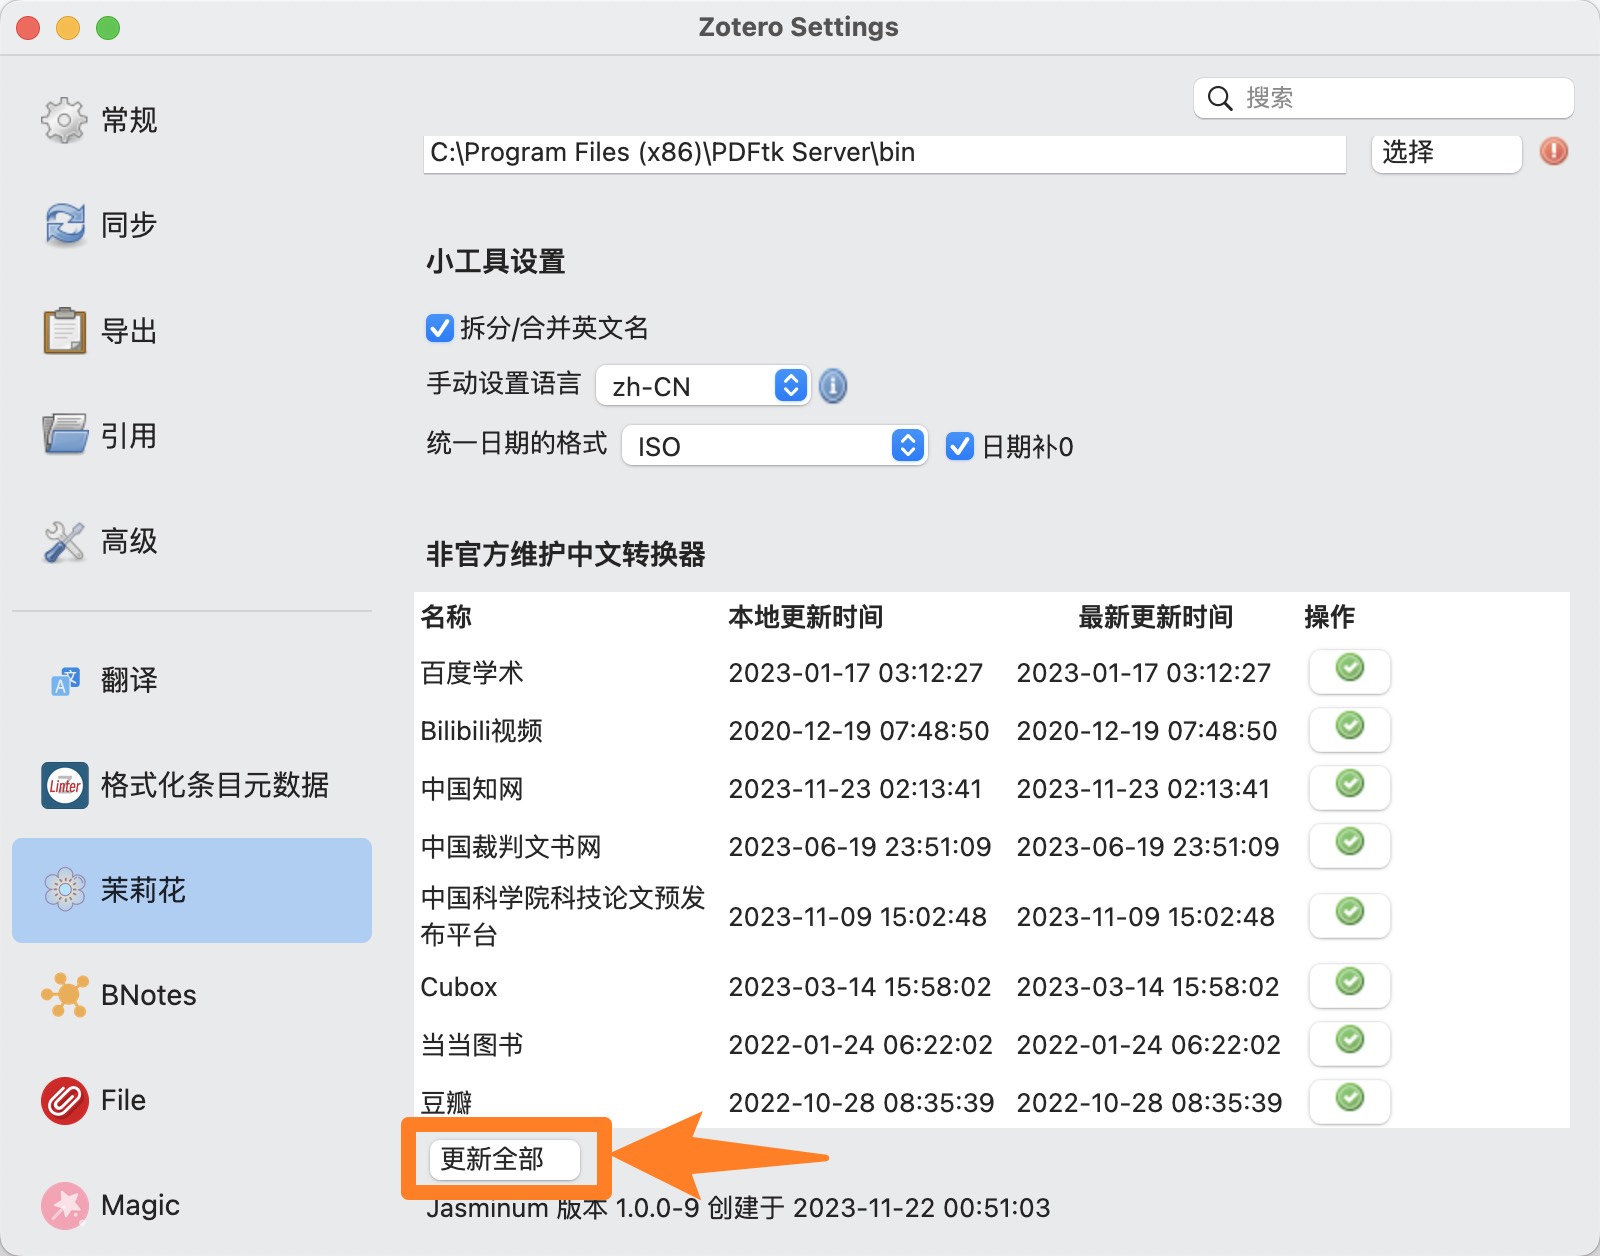 Zotero Settings
搜索
常规
同步
导出
引用
高级
翻译
Linter
格式化条目元数据
茉莉花
BNotes
File
Magic
C:\Program Files (x86)\PDFtk Server\bin
选择
小工具设置
拆分/合并英文名
手动设置语言 zh-CN
统一日期的格式 ISO 日期补0
非官方维护中文转换器
名称 本地更新时间 最新更新时间 操作
百度学术 2023-01-17 03:12:27 2023-01-17 03:12:27
Bilibili视频 2020-12-19 07:48:50 2020-12-19 07:48:50
中国知网 2023-11-23 02:13:41 2023-11-23 02:13:41
中国裁判文书网 2023-06-19 23:51:09 2023-06-19 23:51:09
中国科学院科技论文预发
布平台 2023-11-09 15:02:48 2023-11-09 15:02:48
Cubox 2023-03-14 15:58:02 2023-03-14 15:58:02
当当图书 2022-01-24 06:22:02 2022-01-24 06:22:02
豆瓣 2022-10-28 08:35:39 2022-10-28 08:35:39
更新全部
Jasminum 版本 1.0.0-9 创建于 2023-11-22 00:51:03